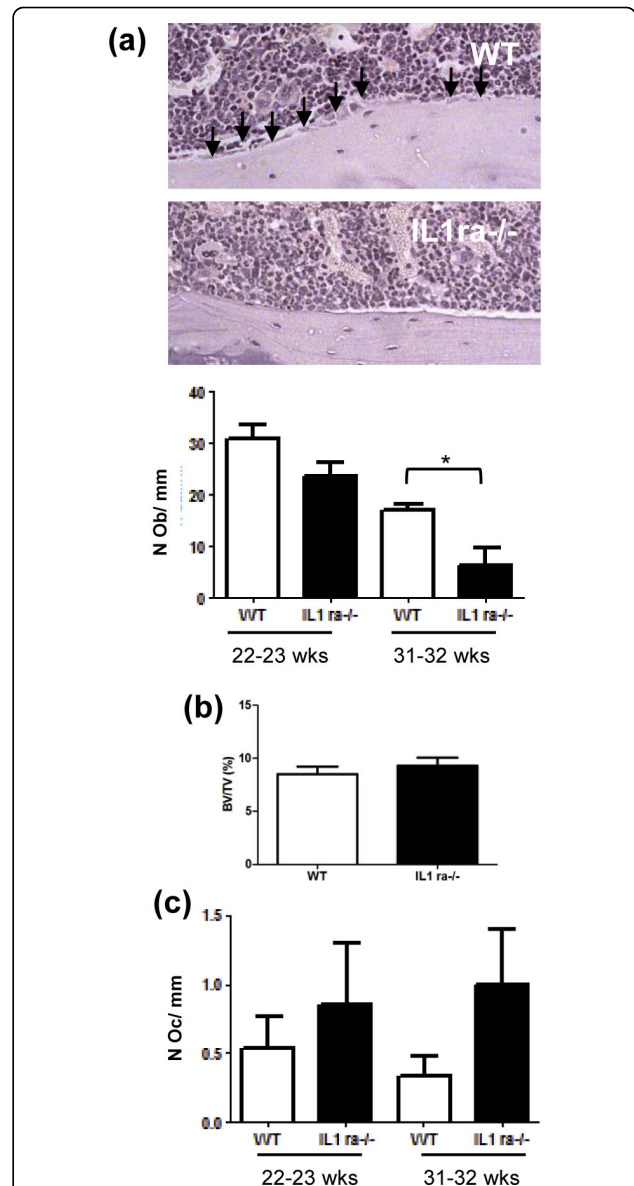 (a)
WT
IL1ra-/-
40
30
20
10
0
N Ob/ mm
*
WT IL1 ra-/- WT IL1 ra-/-
22-23 wks 31-32 wks
(b)
15
10
5
0
BV/TV (%)
WT IL1 ra-/-
(c)
1.5
1.0
0.5
0.0
N Oc/ mm
WT IL1 ra-/- WT IL1 ra-/-
22-23 wks 31-32 wks